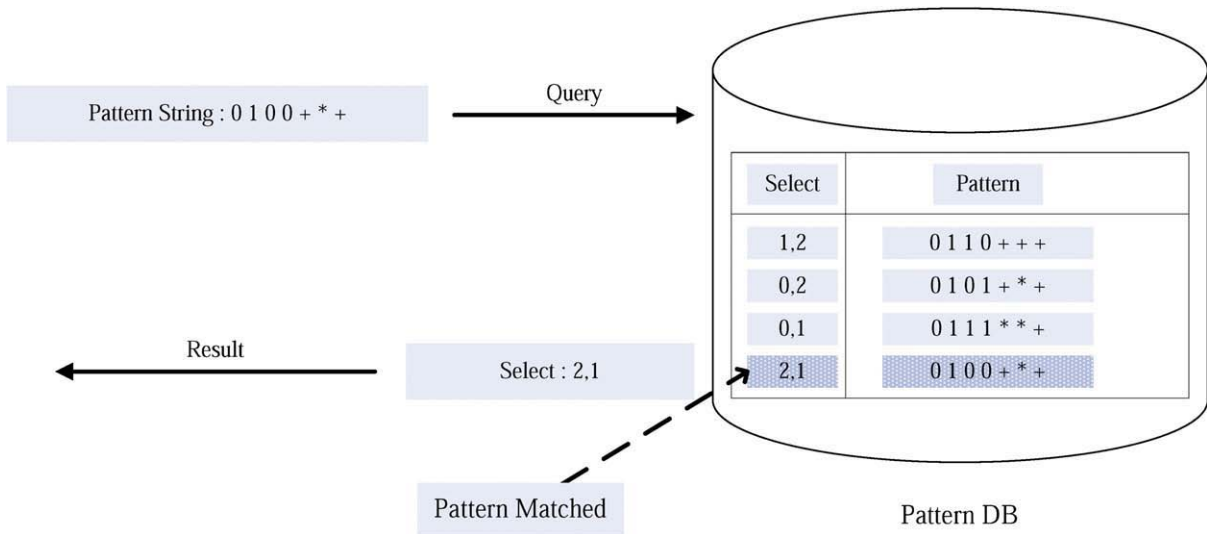 Pattern String : 0 1 0 0 + * +
Query
Select Pattern
1,2 0 1 1 0 + + +
0,2 0 1 0 1 + * +
0,1 0 1 1 1 * * +
2,1 0 1 0 0 + * +
Result
Select : 2,1
Pattern Matched
Pattern DB